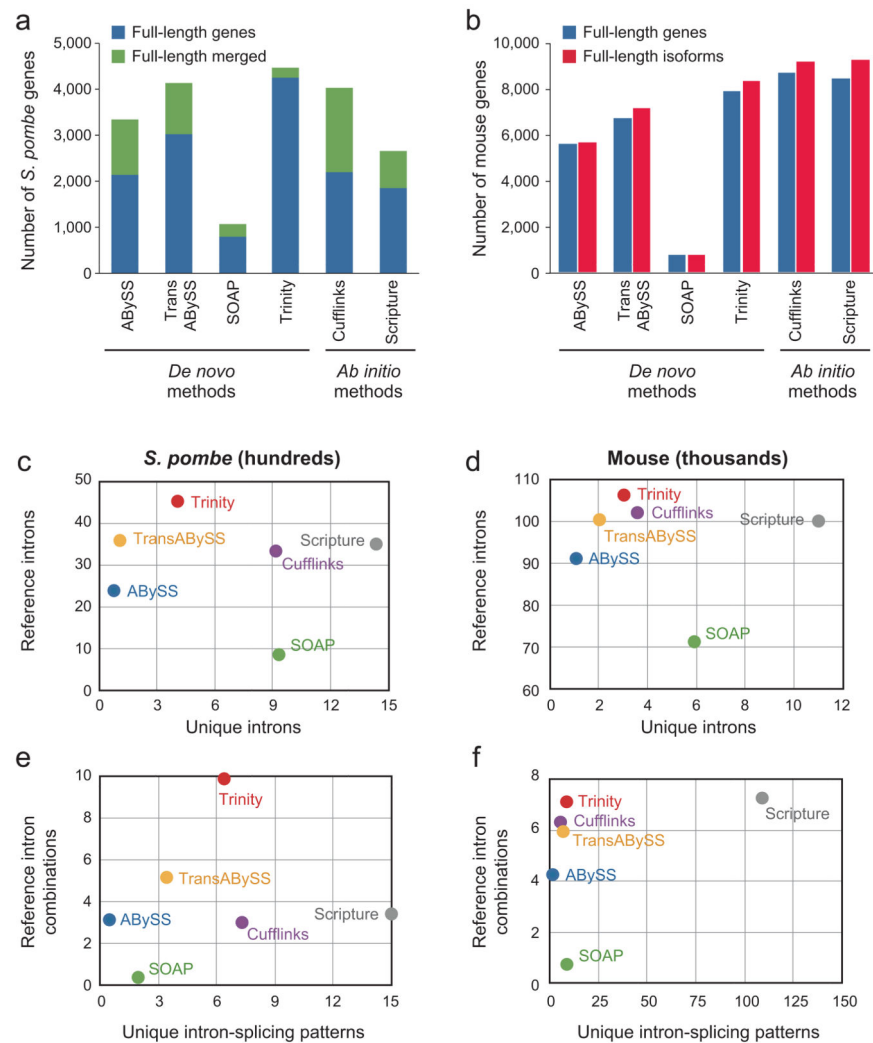 a
Full-length genes
Full-length merged
Number of S. pombe genes
5,000
4,000
3,000
2,000
1,000
0
ABySS
Trans
ABySS
SOAP
Trinity
Cufflinks
Scripture
De novo
methods
Ab initio
methods
b
Full-length genes
Full-length isoforms
Number of mouse genes
10,000
8,000
6,000
4,000
2,000
0
ABySS
Trans
ABySS
SOAP
Trinity
Cufflinks
Scripture
De novo
methods
Ab initio
methods
c
S. pombe (hundreds)
Reference introns
50
40
30
20
10
0
Trinity
TransABySS
Scripture
Cufflinks
ABySS
SOAP
0 3 6 9 12 15
Unique introns
d
Mouse (thousands)
Reference introns
110
100
90
80
70
60
Trinity
Cufflinks
Scripture
TransABySS
ABySS
SOAP
0 2 4 6 8 10 12
Unique introns
e
Reference intron
combinations
10
8
6
4
2
0
Trinity
TransABySS
ABySS
Scripture
Cufflinks
SOAP
0 3 6 9 12 15
Unique intron-splicing patterns
f
Reference intron
combinations
8
6
4
2
0
Trinity
Scripture
Cufflinks
TransABySS
ABySS
SOAP
0 25 50 75 100 125 150
Unique intron-splicing patterns